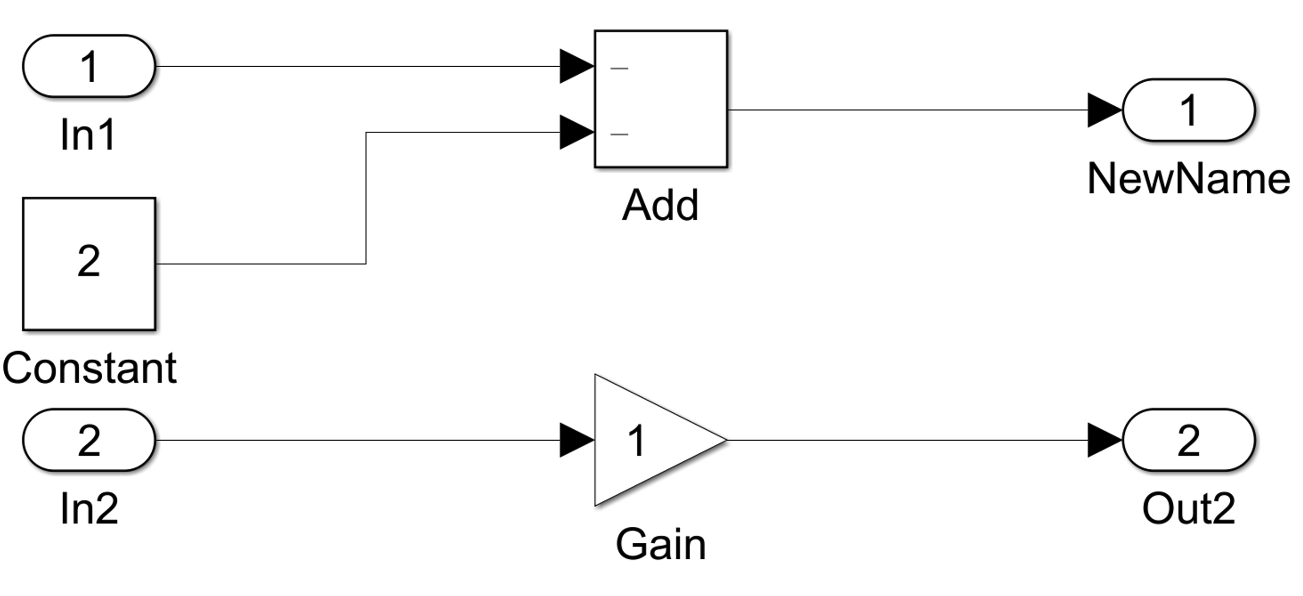 1
In1
–
–
Add
1
NewName
2
Constant
2
In2
1
Gain
2
Out2